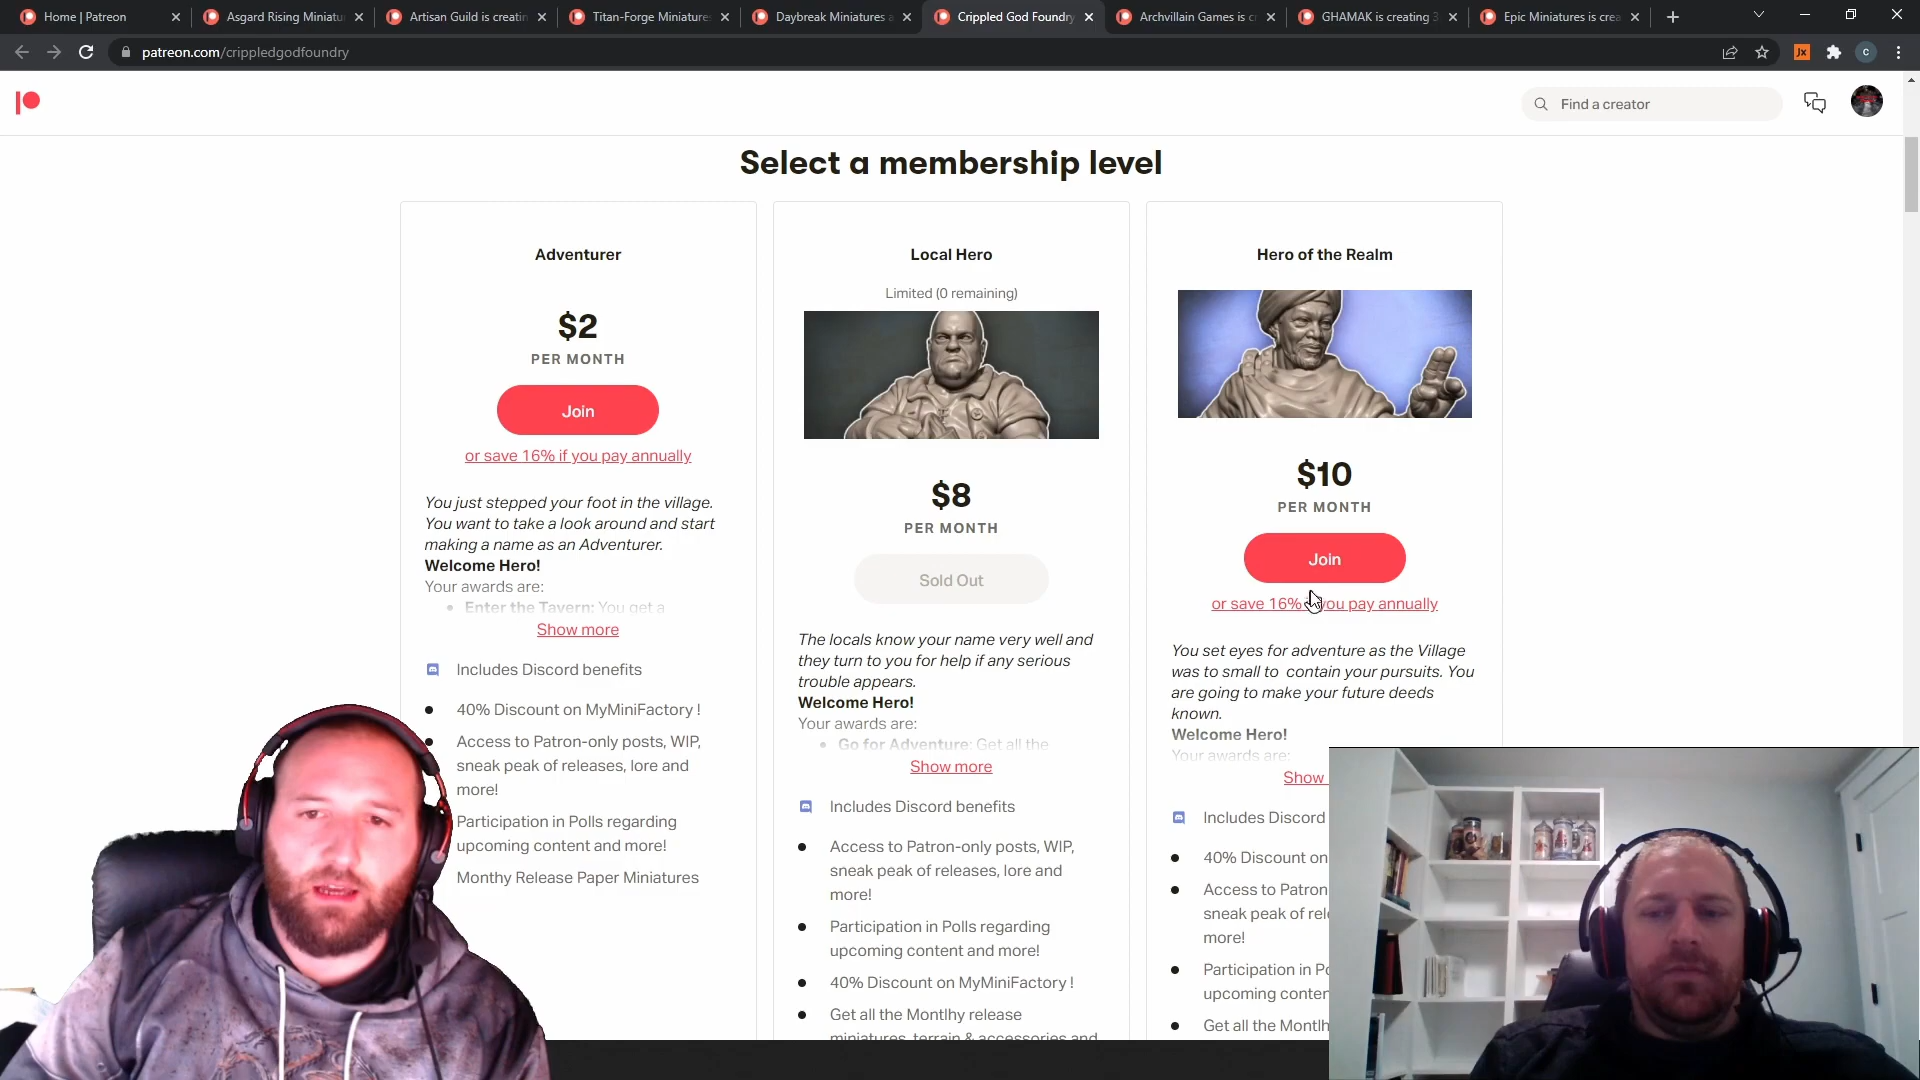 Home | Patreon
Asgard Rising Miniatu
Artisan Guild is creatin
Titan-Forge Miniature
Daybreak Miniatures a
Crippled God Foundry
Archvillain Games is c
GHAMAK is creating 3
Epic Miniatures is crea
patreon.com/crippledgodfoundry
Jx
C
Find a creator
Select a membership level
Adventurer
$2
PER MONTH
Join
or save 16% if you pay annually
You just stepped your foot in the village.
You want to take a look around and start
making a name as an Adventurer.
Welcome Hero!
Your awards are:
Enter the Tavern: You get a
Show more
Includes Discord benefits
40% Discount on MyMiniFactory !
Access to Patron-only posts, WIP,
sneak peak of releases, lore and
more!
Participation in Polls regarding
upcoming content and more!
Monthy Release Paper Miniatures
Local Hero
Limited (0 remaining)
$8
PER MONTH
Sold Out
The locals know your name very well and
they turn to you for help if any serious
trouble appears.
Welcome Hero!
Your awards are:
Go for Adventure: Get all the
Show more
Includes Discord benefits
Access to Patron-only posts, WIP,
sneak peak of releases, lore and
more!
Participation in Polls regarding
upcoming content and more!
40% Discount on MyMiniFactory !
Get all the Montlhy release
miniatures, terrain & accessories and
Hero of the Realm
$10
PER MONTH
Join
or save 16% you pay annually
You set eyes for adventure as the Village
was to small to contain your pursuits. You
are going to make your future deeds
known.
Welcome Hero!
Your awards are:
Show
Includes Discord
40% Discount on
Access to Patron
sneak peak of rel
more!
Participation in Po
upcoming conter
Get all the Montlh